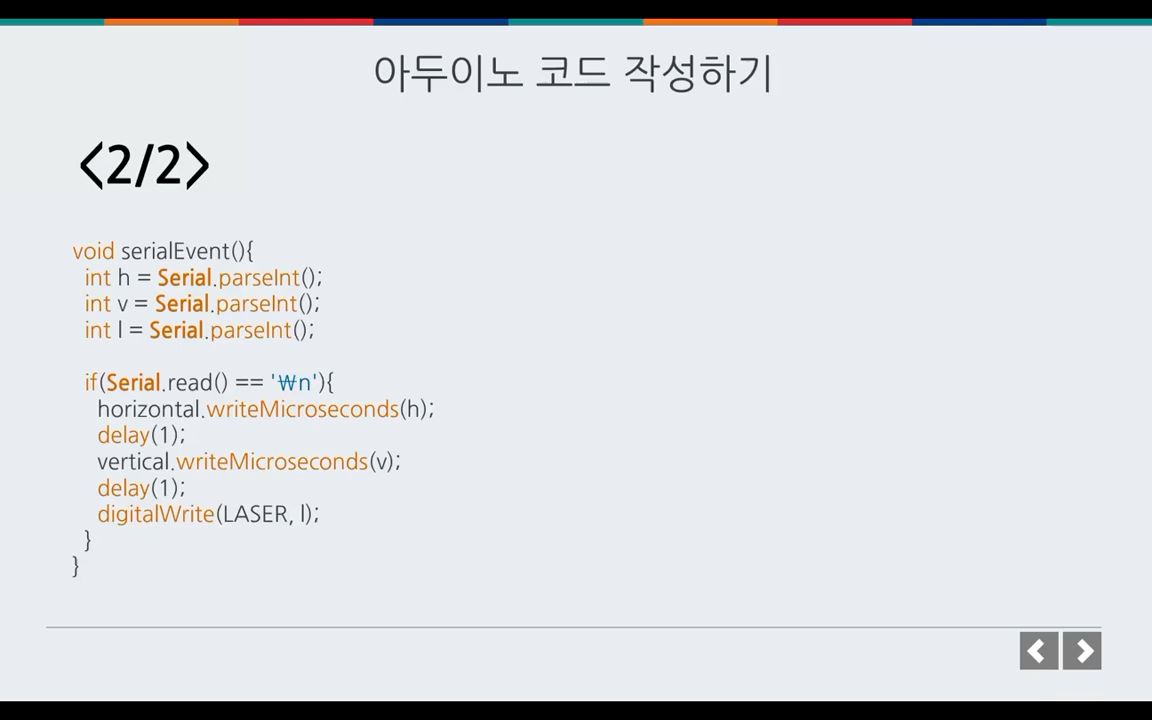 아두이노 코드 작성하기
<2/2>
void serialEvent(){
int h = Serial.parseInt();
int v = Serial.parseInt();
int l = Serial.parseInt();
if(Serial.read() == '₩n'){
horizontal.writeMicroseconds(h);
delay(1);
vertical.writeMicroseconds(v);
delay(1);
digitalWrite(LASER, l);
}
}